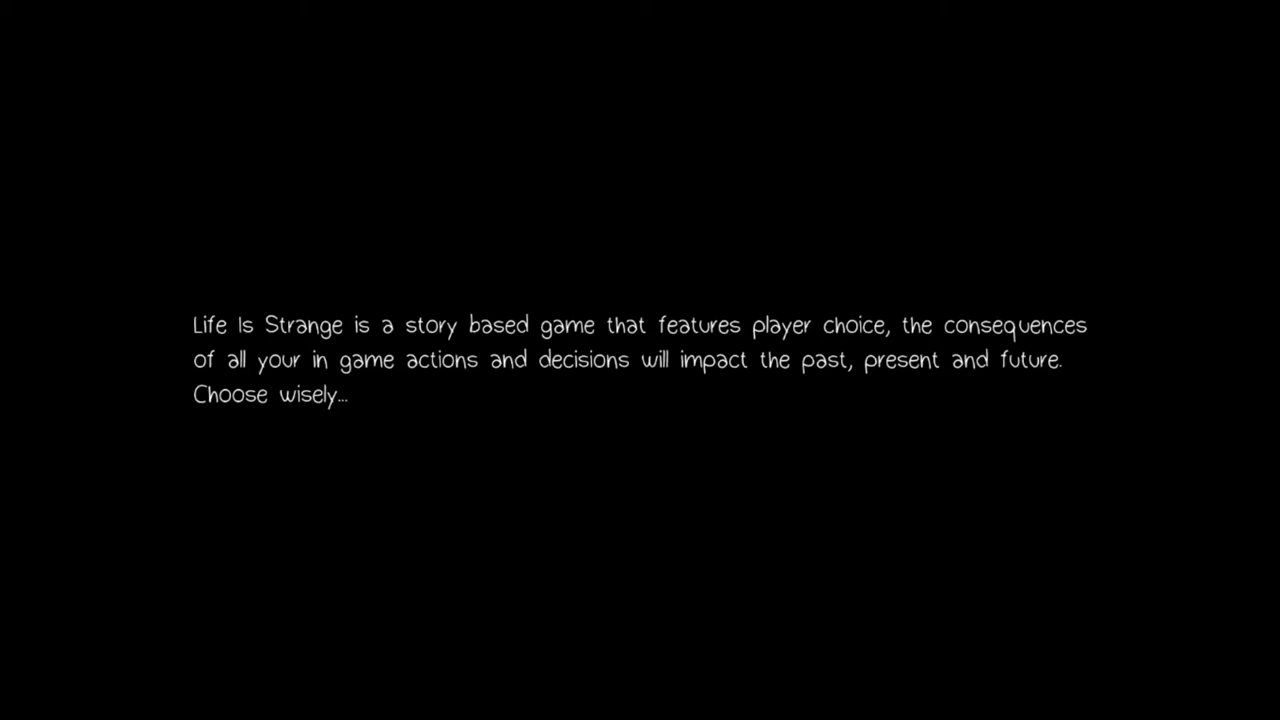 Life Is Strange is a story based game that features player choice, the consequences
of all your in game actions and decisions will impact the past, present and future.
Choose wisely...